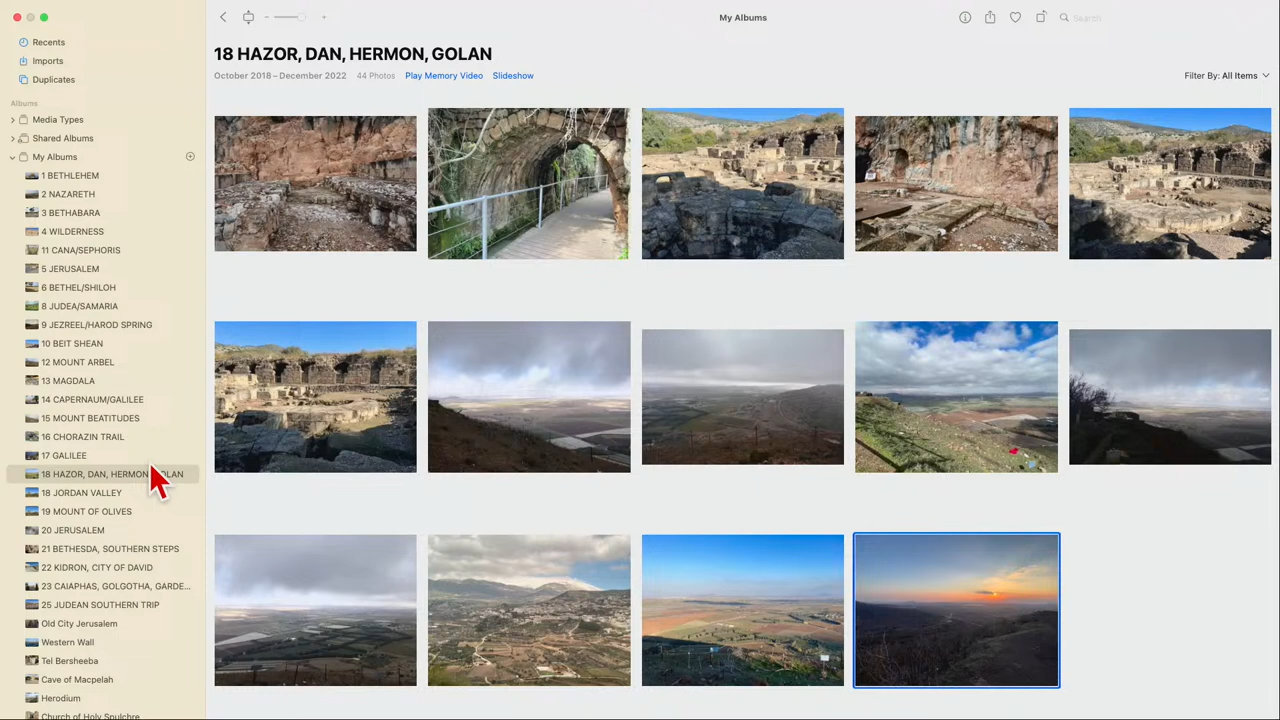 My Albums
Search
Recents
Imports
Duplicates
Albums
Media Types
Shared Albums
My Albums
1 BETHLEHEM
2 NAZARETH
3 BETHABARA
4 WILDERNESS
11 CANA/SEPHORIS
5 JERUSALEM
6 BETHEL/SHILOH
8 JUDEA/SAMARIA
9 JEZREEL/HAROD SPRING
10 BEIT SHEAN
12 MOUNT ARBEL
13 MAGDALA
14 CAPERNAUM/GALILEE
15 MOUNT BEATITUDES
16 CHORAZIN TRAIL
17 GALILEE
18 HAZOR, DAN, HERMON, GOLAN
18 JORDAN VALLEY
19 MOUNT OF OLIVES
20 JERUSALEM
21 BETHESDA, SOUTHERN STEPS
22 KIDRON, CITY OF DAVID
23 CAIAPHAS, GOLGOTHA, GARDE...
25 JUDEAN SOUTHERN TRIP
Old City Jerusalem
Western Wall
Tel Bersheeba
Cave of Macpelah
Herodium
Church of Holy Spulchre
18 HAZOR, DAN, HERMON, GOLAN
October 2018 – December 2022 44 Photos Play Memory Video Slideshow
Filter By: All Items